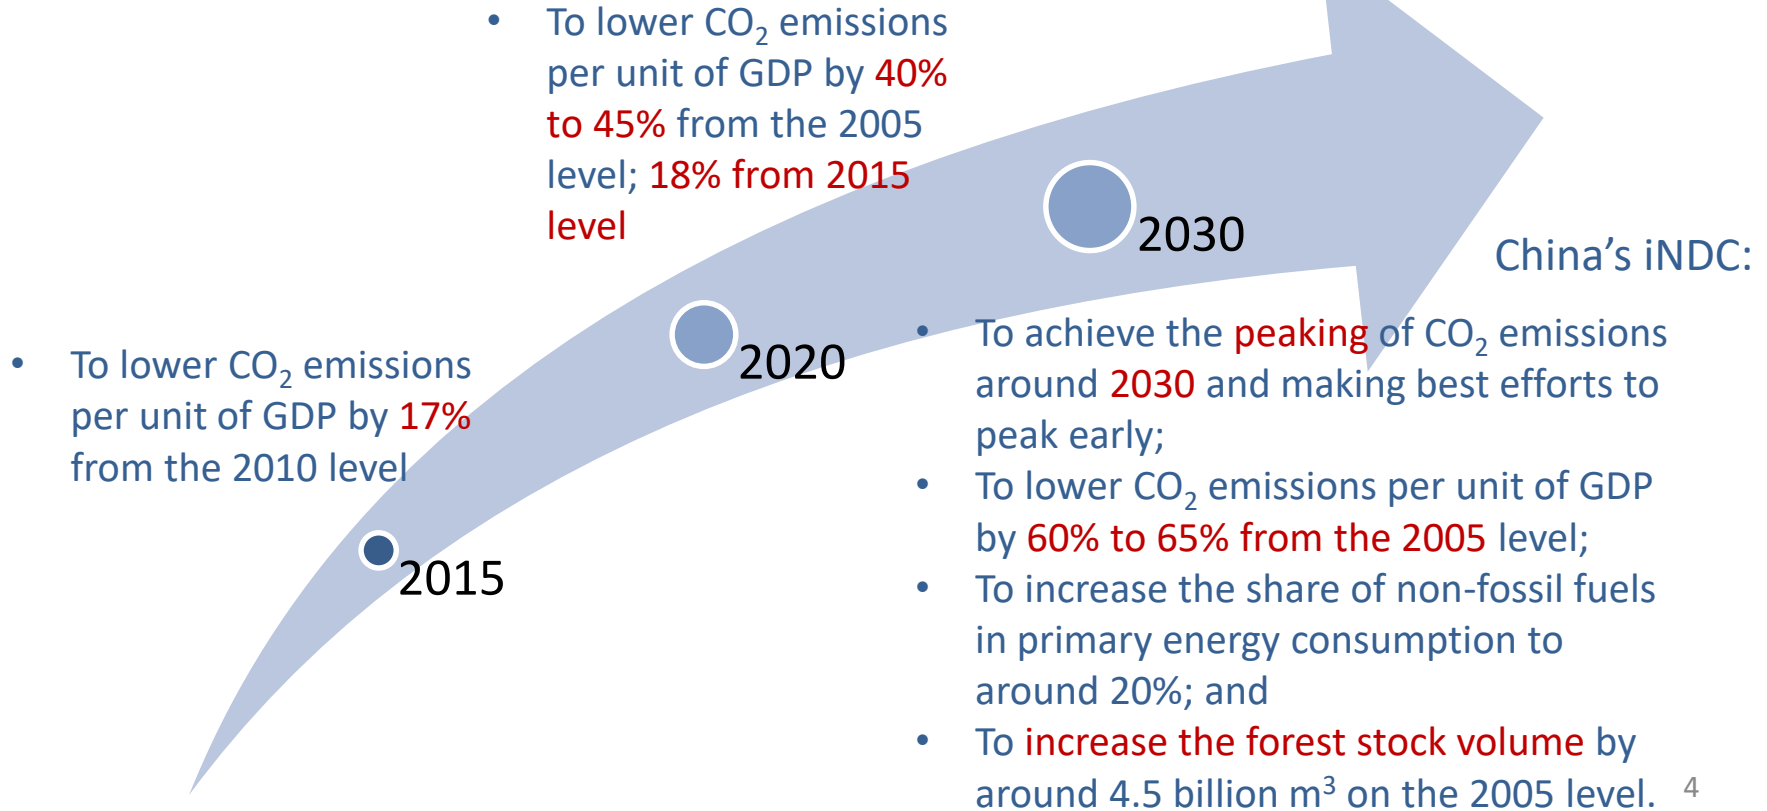 • To lower CO₂ emissions
per unit of GDP by 40%
to 45% from the 2005
level; 18% from 2015
level
2030
China's iNDC:
2020
• To lower CO₂ emissions
per unit of GDP by 17%
from the 2010 level
2015
• To achieve the peaking of CO₂ emissions
around 2030 and making best efforts to
peak early;
• To lower CO₂ emissions per unit of GDP
by 60% to 65% from the 2005 level;
• To increase the share of non-fossil fuels
in primary energy consumption to
around 20%; and
• To increase the forest stock volume by
around 4.5 billion m³ on the 2005 level.
4